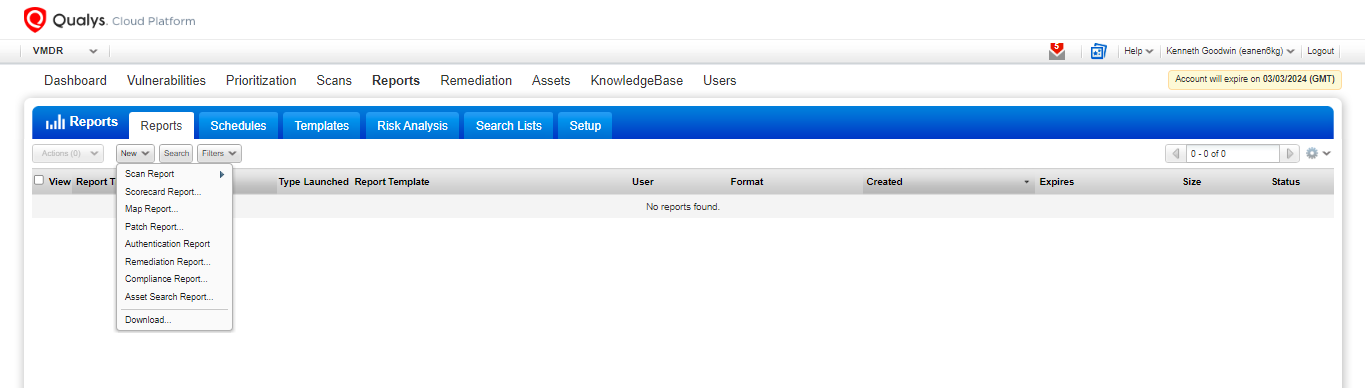 Qualys. Cloud Platform
VMDR
5
Help
Kenneth Goodwin (eanen6kg)
Logout
Dashboard Vulnerabilities Prioritization Scans Reports Remediation Assets KnowledgeBase Users
Account will expire on 03/03/2024 (GMT)
Reports Reports Schedules Templates Risk Analysis Search Lists Setup
Actions (0) New Search Filters 0 - 0 of 0
View Report T Type Launched Report Template User Format Created Expires Size Status
No reports found.
Scan Report
Scorecard Report...
Map Report...
Patch Report...
Authentication Report
Remediation Report...
Compliance Report...
Asset Search Report...
Download...